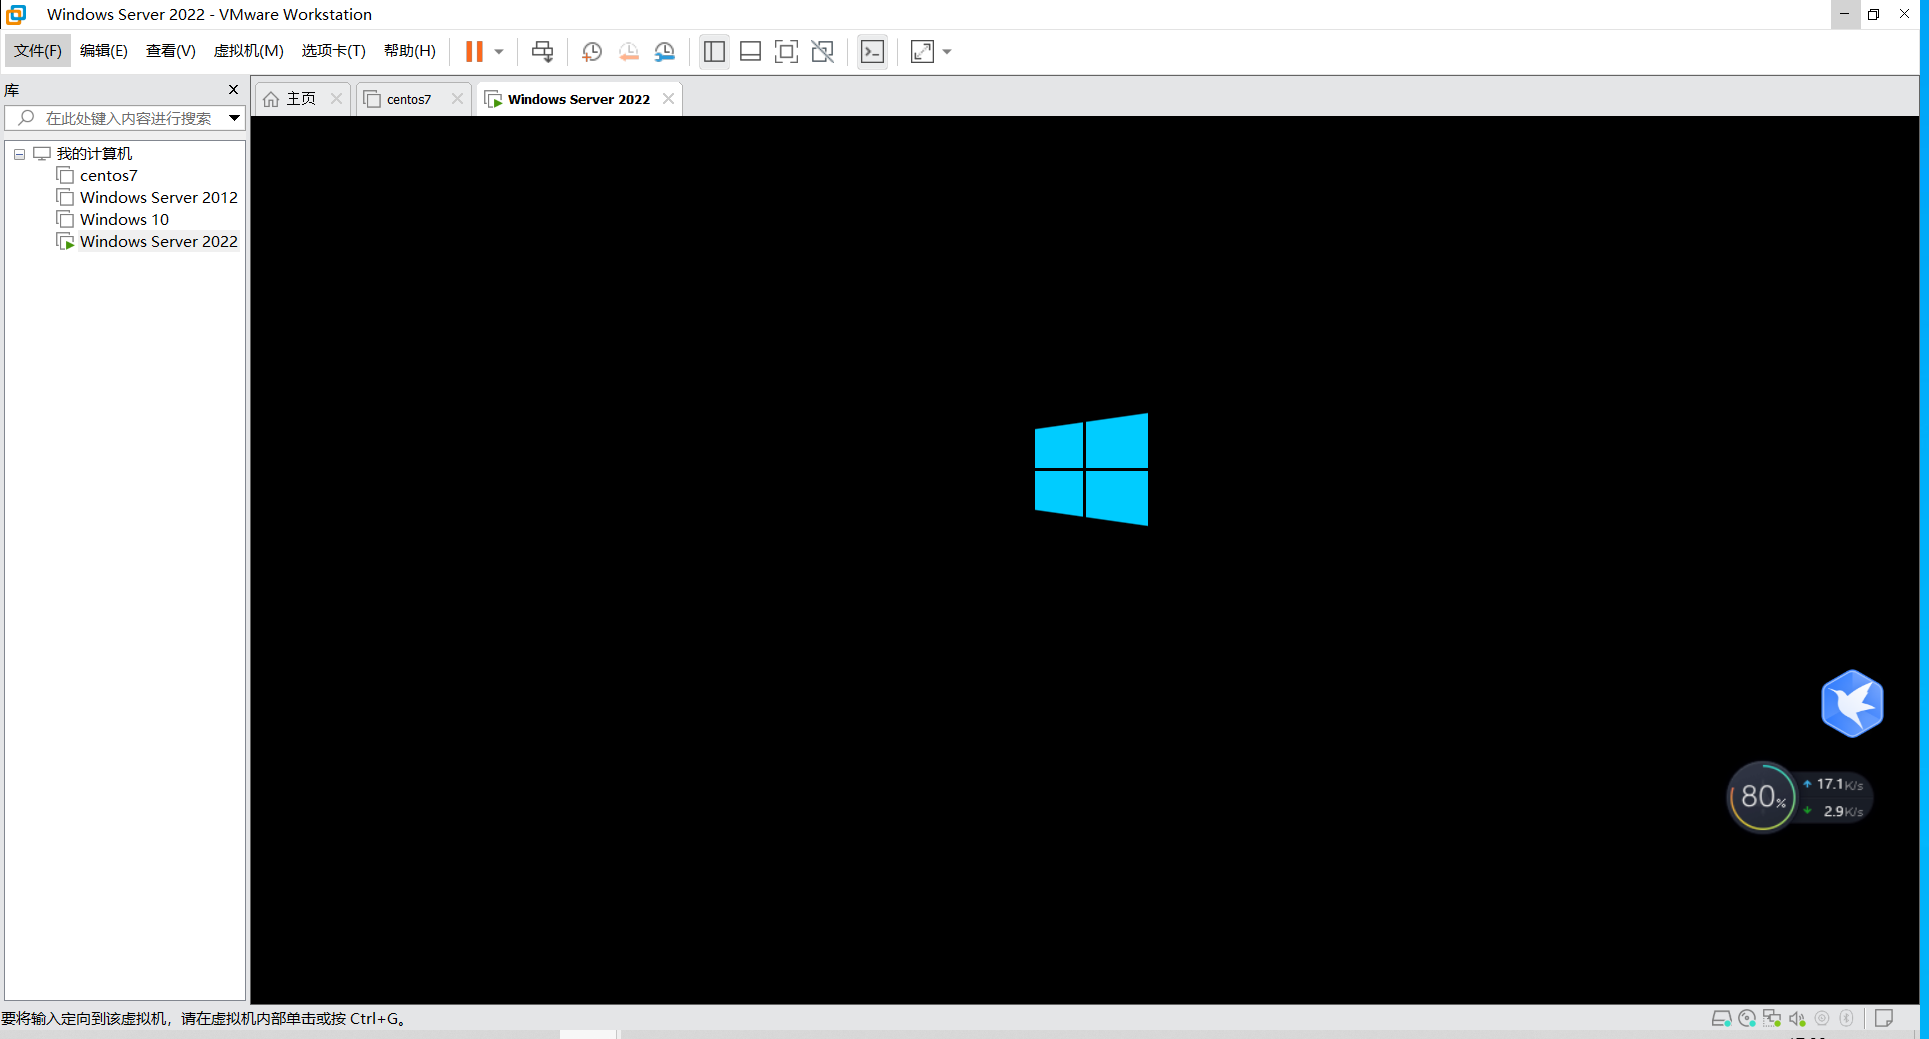 Windows Server 2022 - VMware Workstation
文件(F) 编辑(E) 查看(V) 虚拟机(M) 选项卡(T) 帮助(H)
库
主页 centos7 Windows Server 2022
在此处键入内容进行搜索
我的计算机
centos7
Windows Server 2012
Windows 10
Windows Server 2022
80% 17.1K/s
2.9K/s
要将输入定向到该虚拟机，请在虚拟机内部单击或按 Ctrl+G。